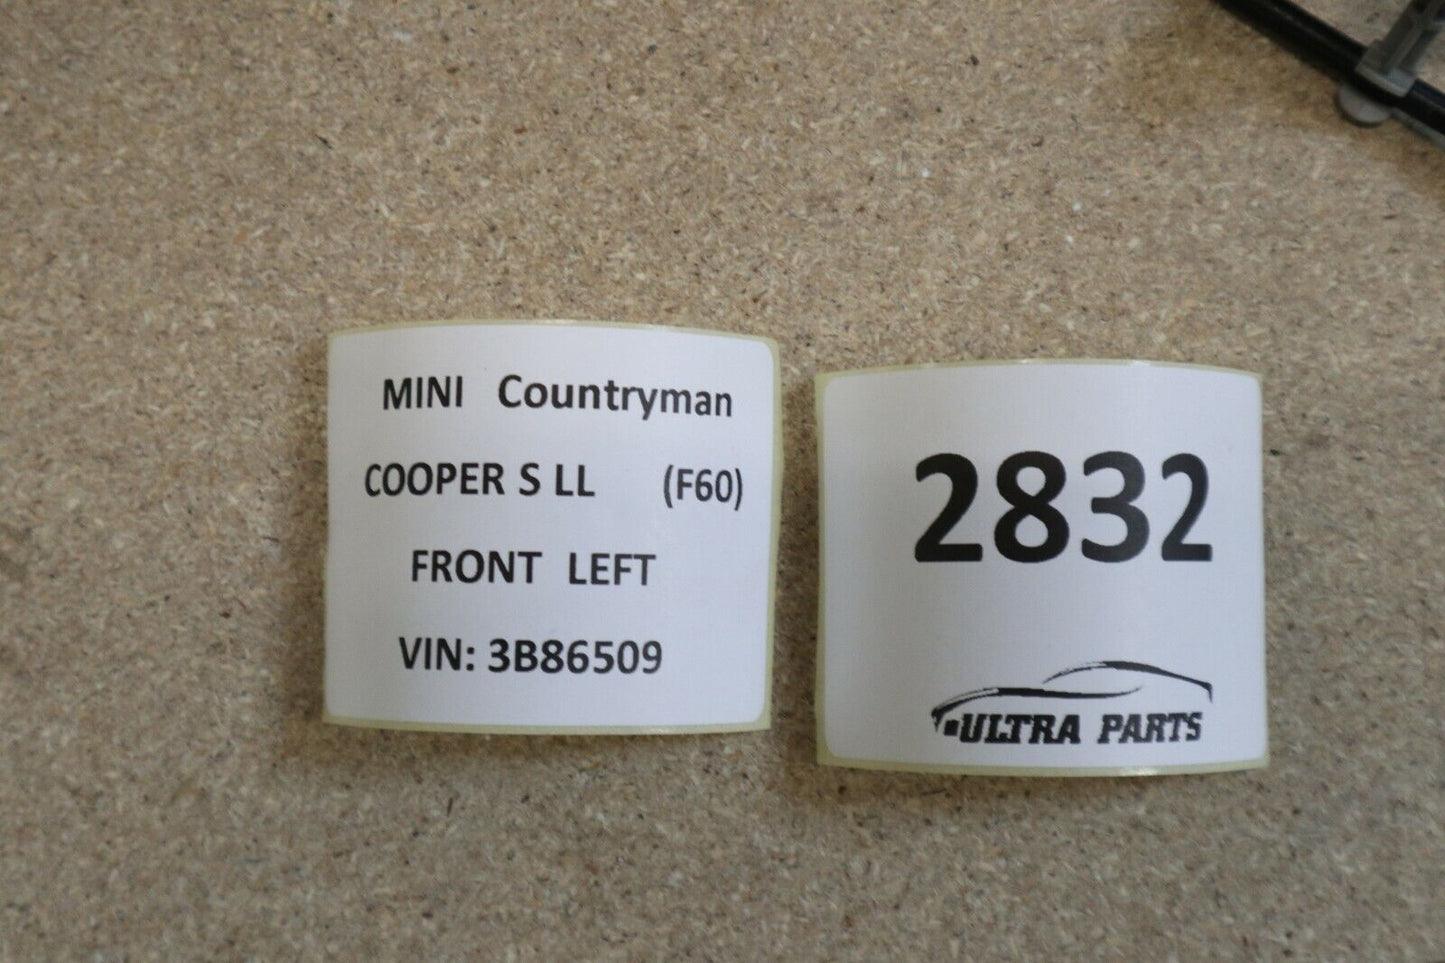 MINI Countryman
COOPER S LL (F60)
FRONT LEFT
VIN: 3B86509
2832
ULTRA PARTS